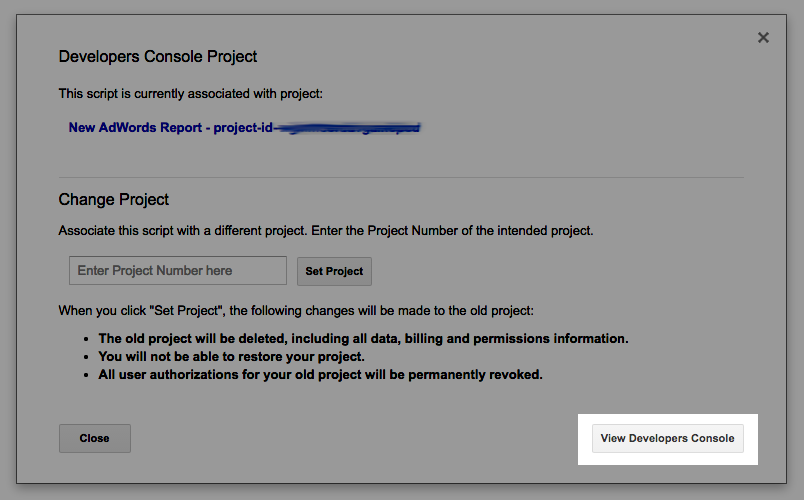 Developers Console Project
This script is currently associated with project:
New AdWords Report - project-id-
Change Project
Associate this script with a different project. Enter the Project Number of the intended project.
Enter Project Number here
Set Project
When you click "Set Project", the following changes will be made to the old project:
• The old project will be deleted, including all data, billing and permissions information.
• You will not be able to restore your project.
• All user authorizations for your old project will be permanently revoked.
Close
View Developers Console